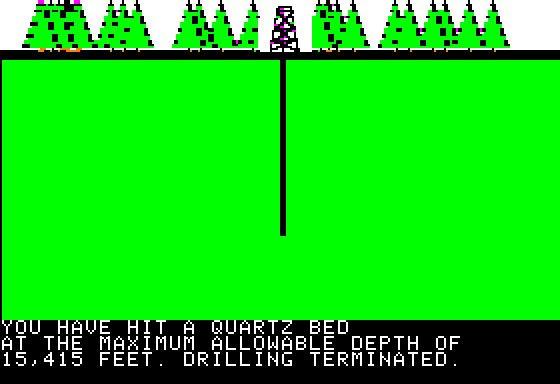 YOU HAVE HIT A QUARTZ BED
AT THE MAXIMUM ALLOWABLE DEPTH OF
15,415 FEET. DRILLING TERMINATED.